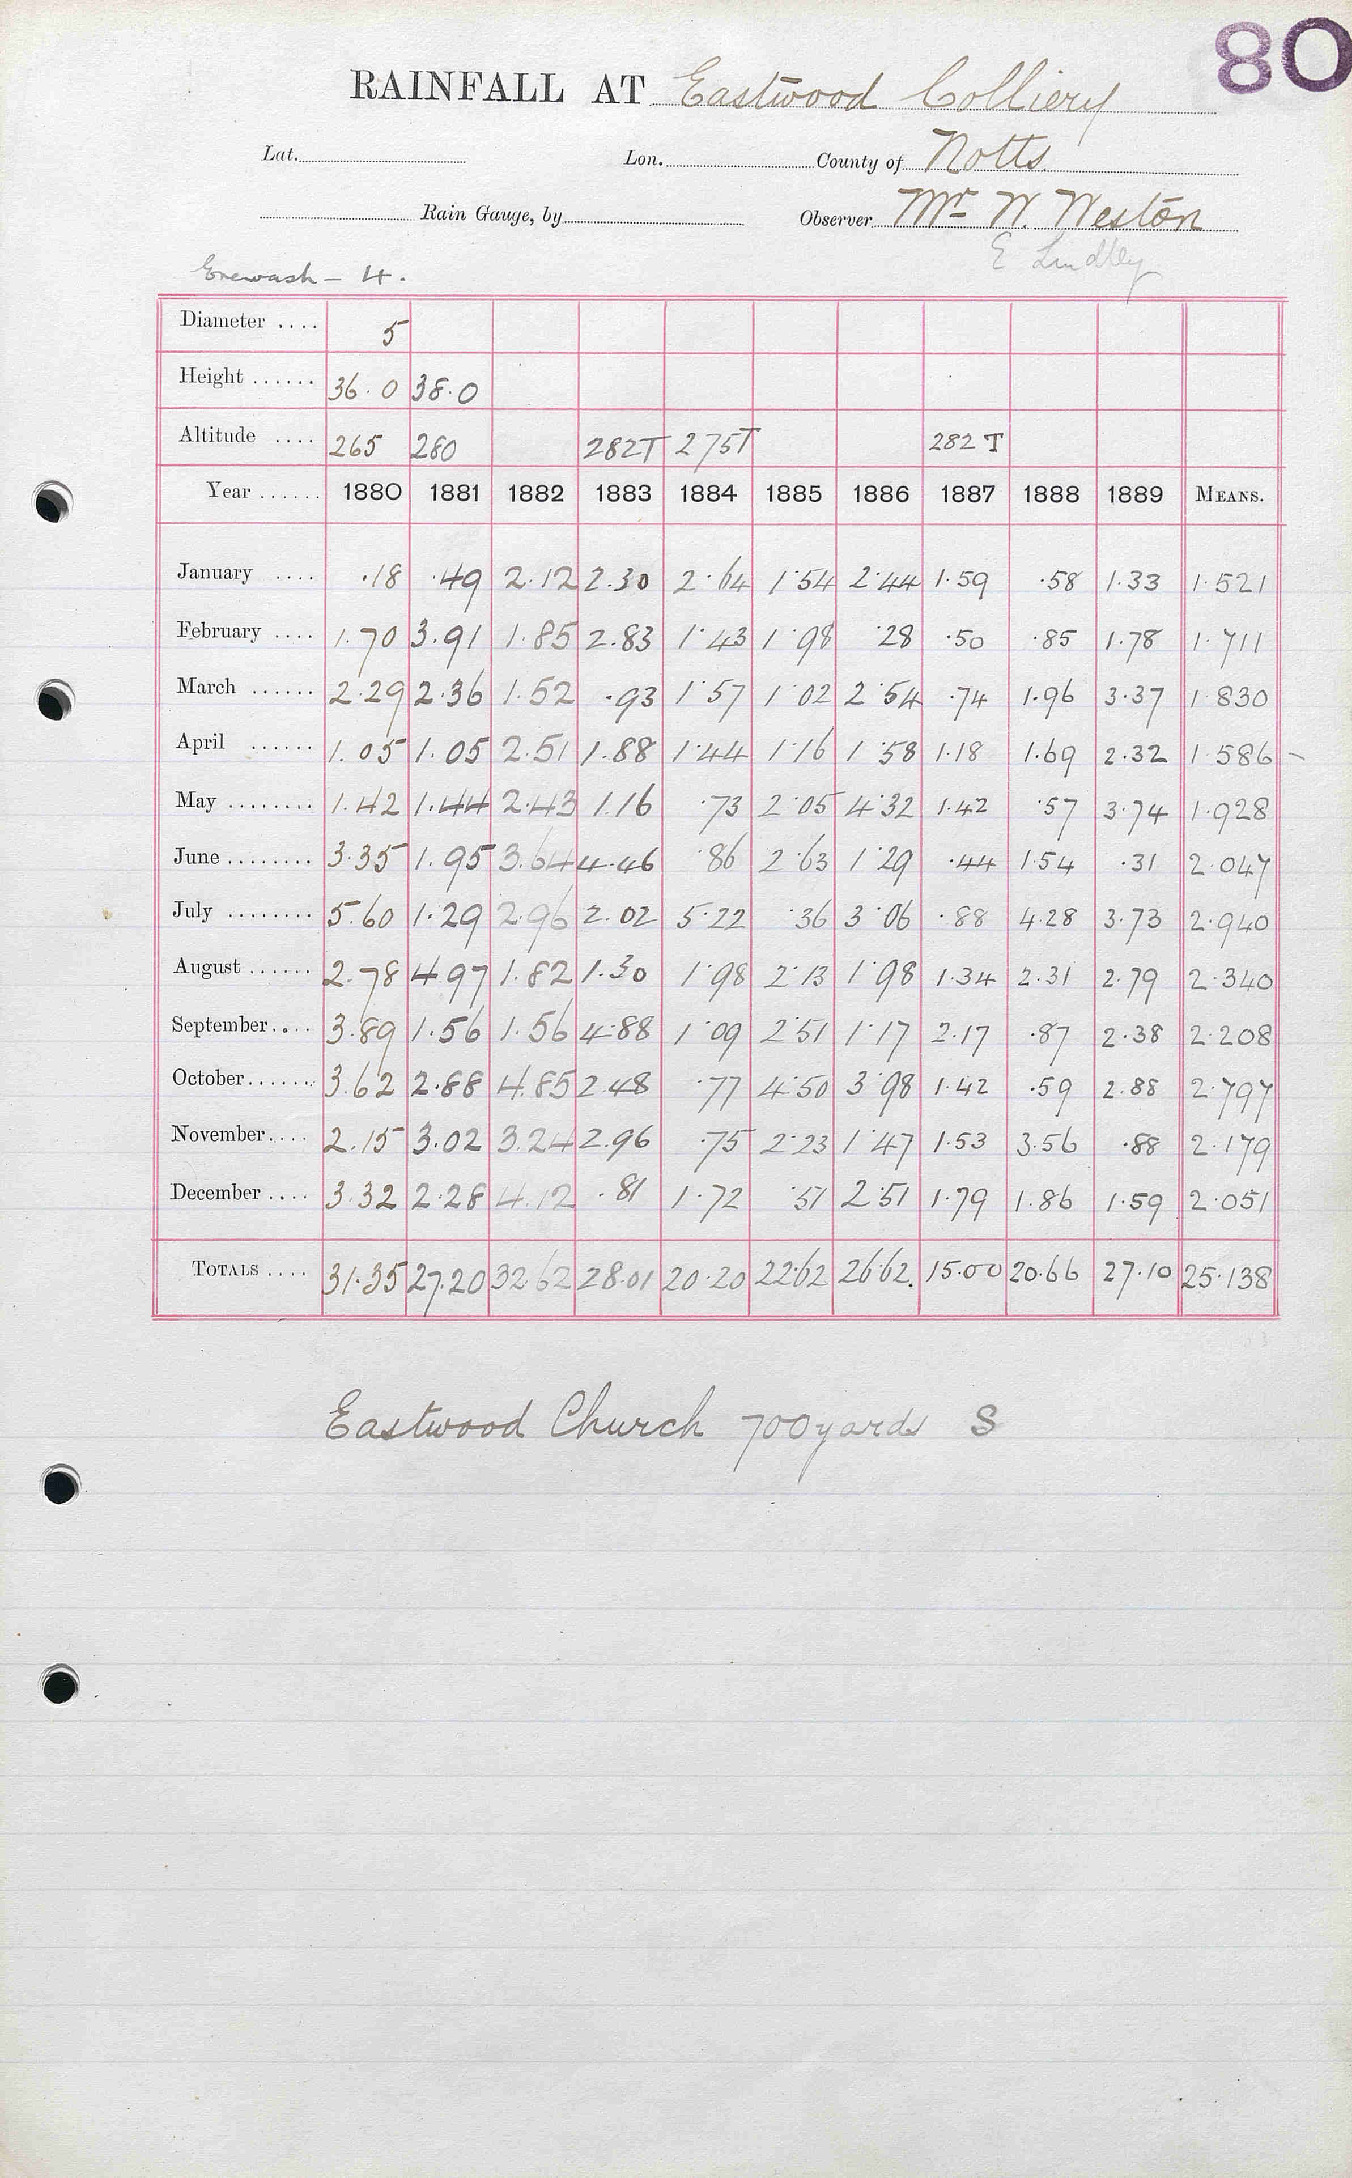 80
RAINFALL AT Eastwood Colliery
Lat. Lon. County of Notts
Rain Gauge, by Observer Mr W. Weston
E Lindley
Erewash - 4.
Diameter .... 5
Height ...... 36.0 38.0
Altitude .... 265 280 282T 275T 282 T
Year ...... 1880 1881 1882 1883 1884 1885 1886 1887 1888 1889 MEANS.
January .... .18 .49 2.12 2.30 2.64 1.54 2.44 1.59 .58 1.33 1.521
February .... 1.70 3.91 1.85 2.83 1.43 1.98 .28 .50 .85 1.78 1.711
March ...... 2.29 2.36 1.52 .93 1.57 1.02 2.54 .74 1.96 3.37 1.830
April ...... 1.05 1.05 2.51 1.88 1.44 1.16 1.58 1.18 1.69 2.32 1.586
May ........ 1.42 1.44 2.43 1.16 .73 2.05 4.32 1.42 .57 3.74 1.928
June ........ 3.35 1.95 3.64 4.46 .86 2.63 1.29 .44 1.54 .31 2.047
July ........ 5.60 1.29 2.96 2.02 5.22 .36 3.06 .88 4.28 3.73 2.940
August ...... 2.78 4.97 1.82 1.30 1.98 2.13 1.98 1.34 2.31 2.79 2.340
September.... 3.89 1.56 1.56 4.88 1.09 2.51 1.17 2.17 .87 2.38 2.208
October....... 3.62 2.88 4.85 2.48 .77 4.50 3.98 1.42 .59 2.88 2.797
November.... 2.15 3.02 3.24 2.96 .75 2.23 1.47 1.53 3.56 .88 2.179
December .... 3.32 2.28 4.12 .81 1.72 .51 2.51 1.79 1.86 1.59 2.051
TOTALS .... 31.35 27.20 32.62 28.01 20.20 22.62 26.62. 15.00 20.66 27.10 25.138
Eastwood Church 700 yards S